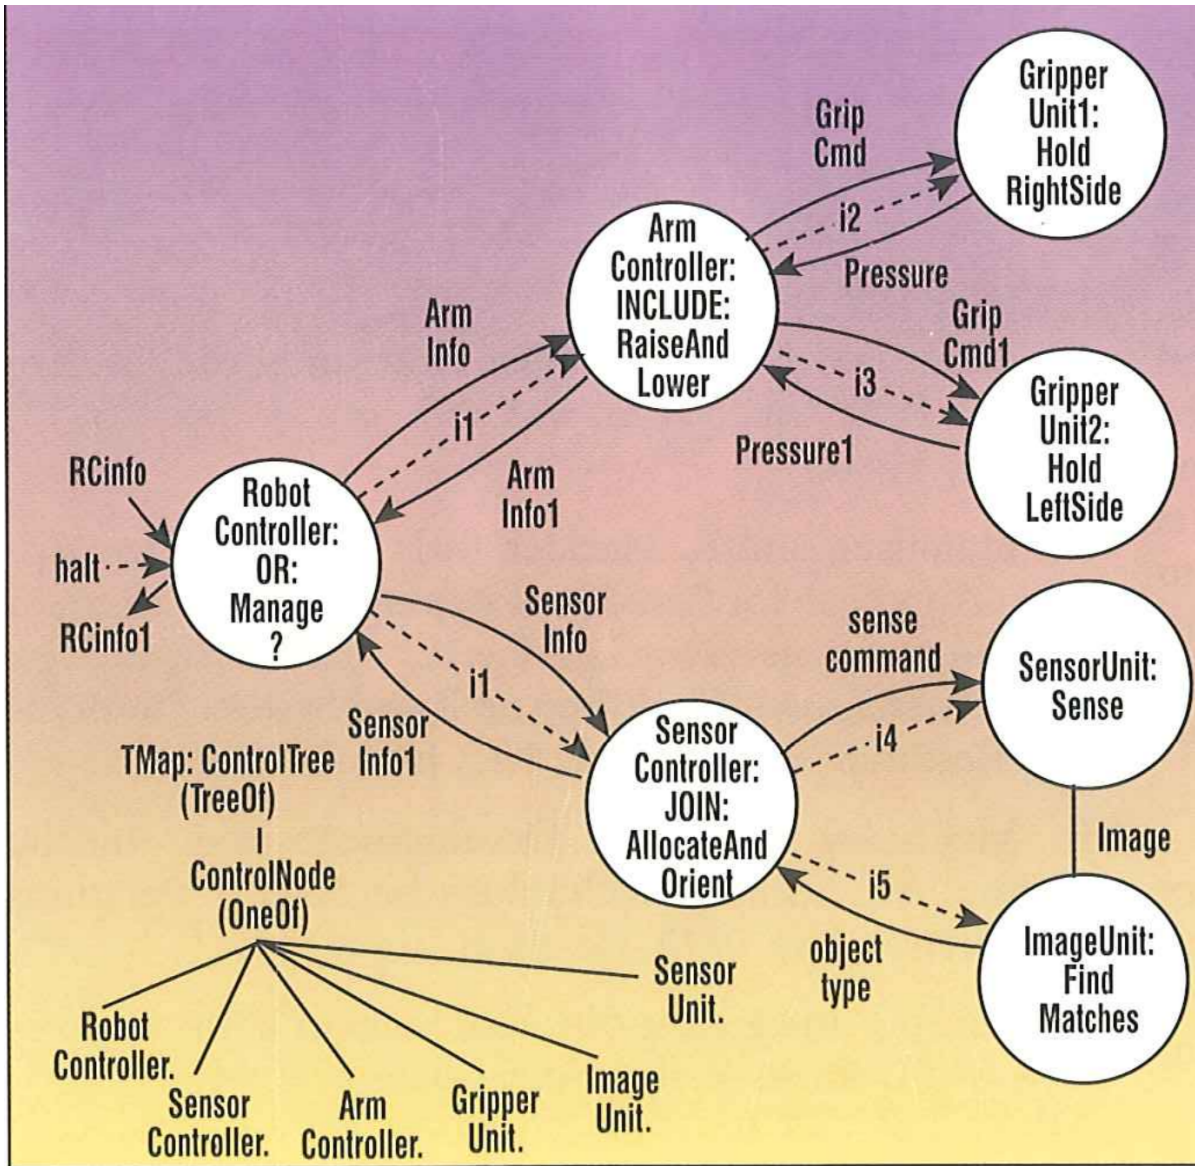 Gripper
Unit1:
Hold
RightSide
Grip
Cmd
i2
Pressure
Arm
Controller:
INCLUDE:
RaiseAnd
Lower
Grip
Cmd1
i3
Pressure1
Gripper
Unit2:
Hold
LeftSide
Arm
Info
i1
Arm
Info1
RCinfo
halt
RCinfo1
Robot
Controller:
OR:
Manage
?
Sensor
Info
i1
Sensor
Info1
sense
command
i4
SensorUnit:
Sense
Sensor
Controller:
JOIN:
AllocateAnd
Orient
Image
i5
object
type
ImageUnit:
Find
Matches
TMap: ControlTree
(TreeOf)
ControlNode
(OneOf)
Robot
Controller.
Sensor
Controller.
Arm
Controller.
Gripper
Unit.
Image
Unit.
Sensor
Unit.